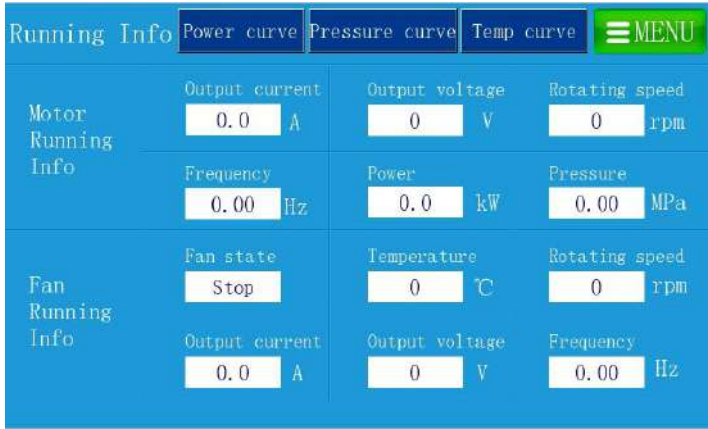 Running Info Power curve Pressure curve Temp curve MENU
Output current Output voltage Rotating speed
Motor
Running
Info
0.0 A 0 V 0 rpm
Frequency Power Pressure
0.00 Hz 0.0 kW 0.00 MPa
Fan state Temperature Rotating speed
Fan
Running
Info
Stop 0 ℃ 0 rpm
Output current Output voltage Frequency
0.0 A 0 V 0.00 Hz